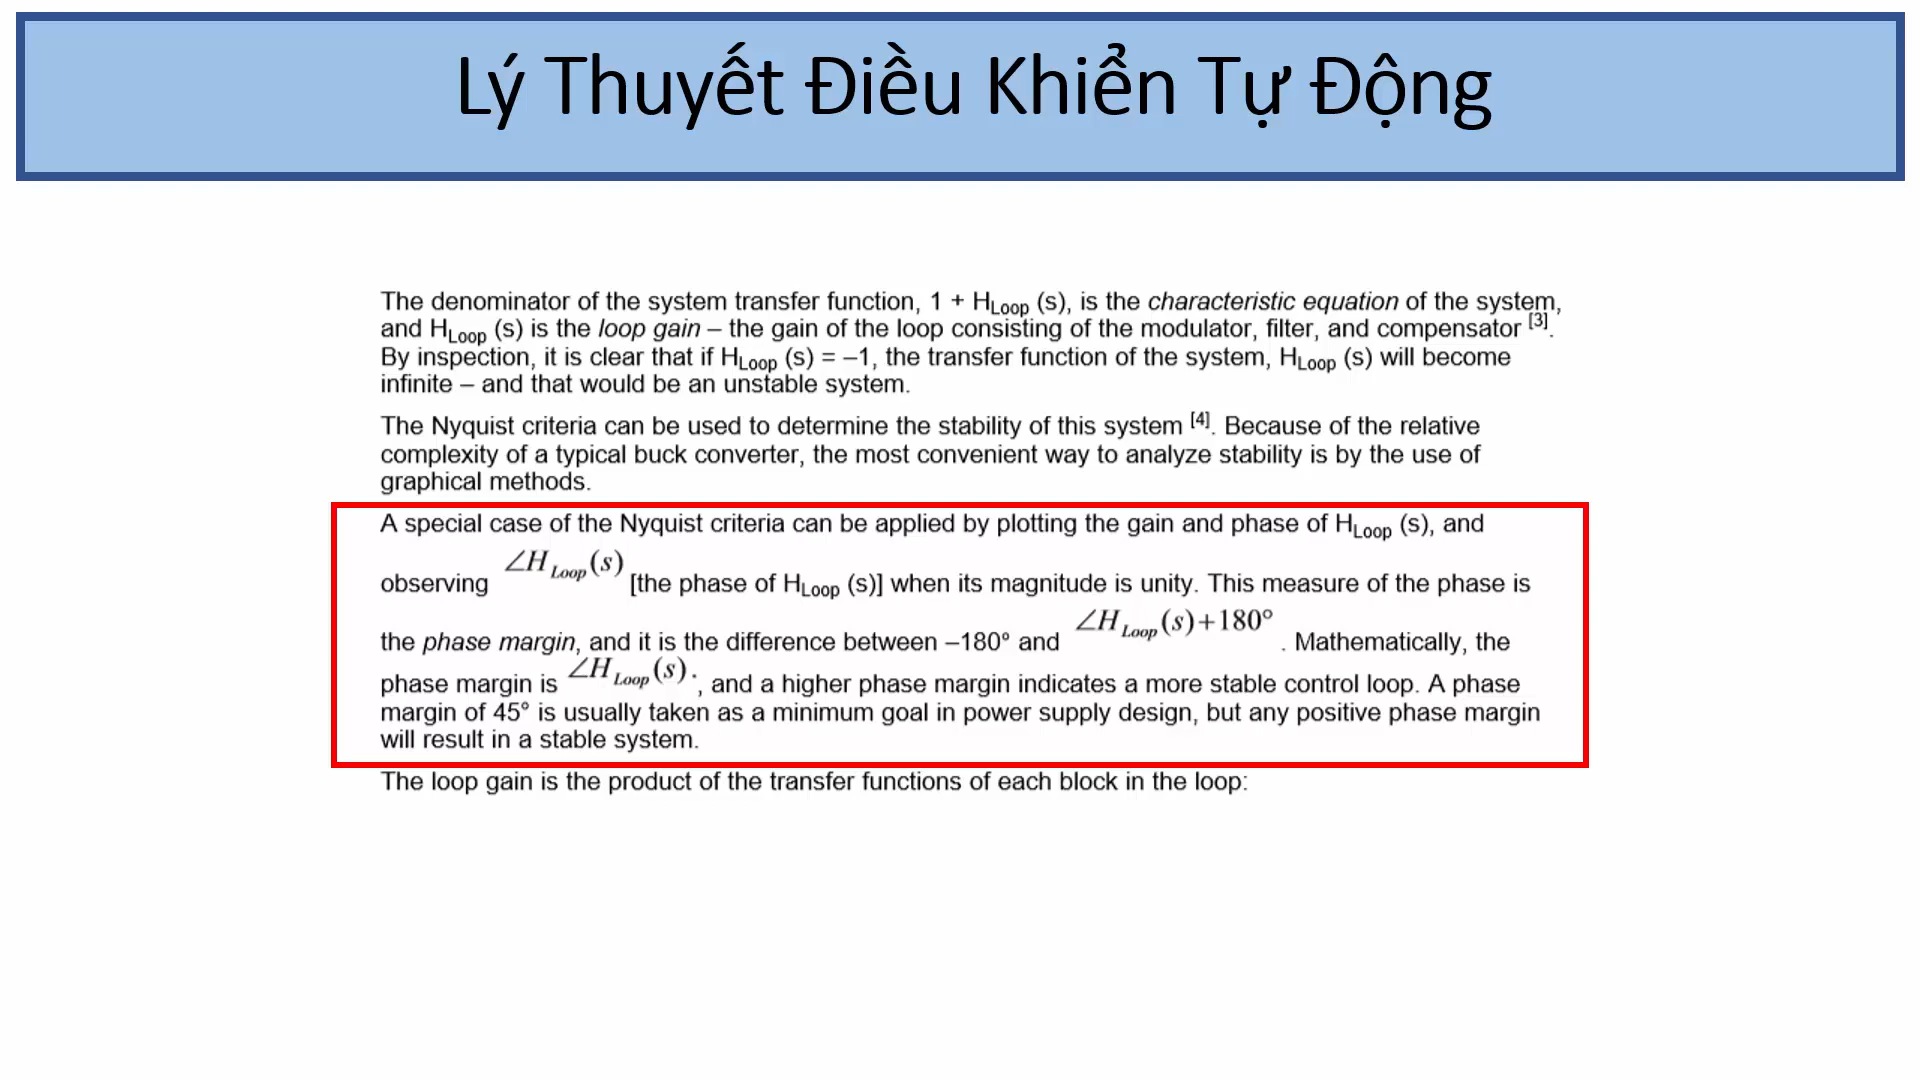 Lý Thuyết Điều Khiển Tự Động
The denominator of the system transfer function, 1 + HLoop (s), is the characteristic equation of the system,
and HLoop (s) is the loop gain – the gain of the loop consisting of the modulator, filter, and compensator [3].
By inspection, it is clear that if HLoop (s) = –1, the transfer function of the system, HLoop (s) will become
infinite – and that would be an unstable system.
The Nyquist criteria can be used to determine the stability of this system [4]. Because of the relative
complexity of a typical buck converter, the most convenient way to analyze stability is by the use of
graphical methods.
A special case of the Nyquist criteria can be applied by plotting the gain and phase of HLoop (s), and
observing ∠HLoop(s) [the phase of HLoop (s)] when its magnitude is unity. This measure of the phase is
the phase margin, and it is the difference between –180° and ∠HLoop(s)+180° . Mathematically, the
phase margin is ∠HLoop(s)·, and a higher phase margin indicates a more stable control loop. A phase
margin of 45° is usually taken as a minimum goal in power supply design, but any positive phase margin
will result in a stable system.
The loop gain is the product of the transfer functions of each block in the loop: